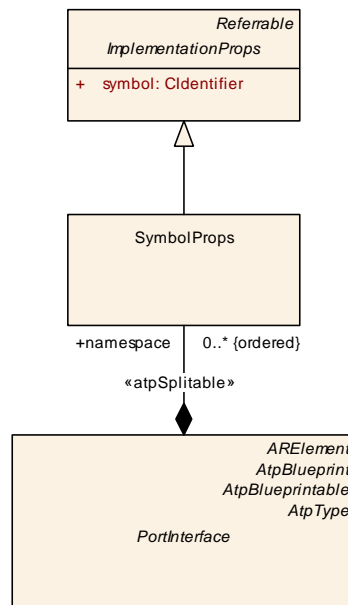 Referrable
ImplementationProps
+ symbol: CIdentifier
SymbolProps
+namespace 0..* {ordered}
«atpSplitable»
ARElement
AtpBlueprint
AtpBlueprintable
AtpType
PortInterface